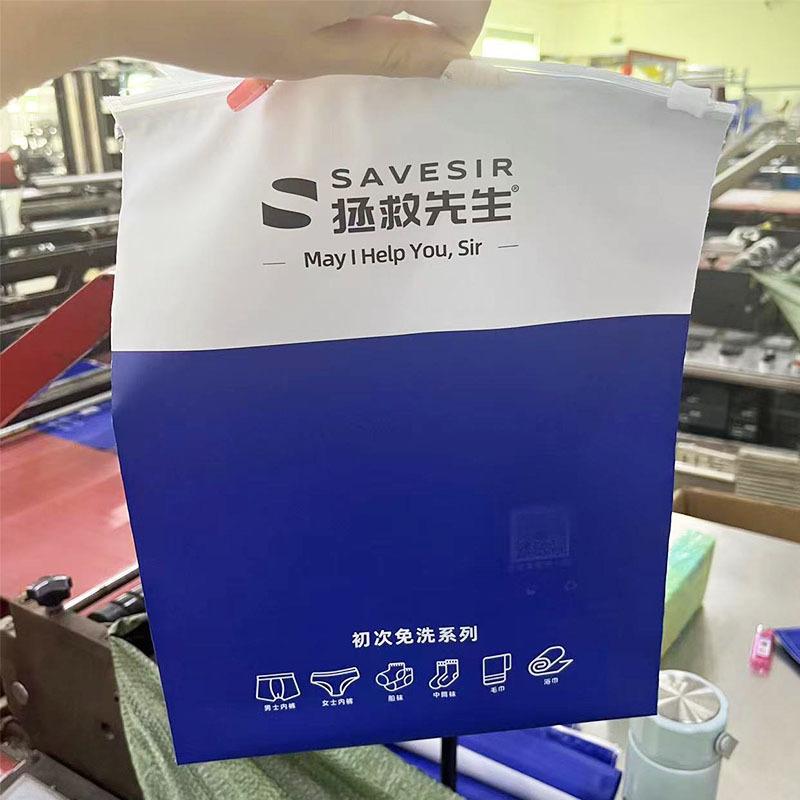 SAVESIR
拯救先生®
May I Help You, Sir
初次免洗系列
男士内裤 女士内裤 船袜 中筒袜 毛巾 浴巾